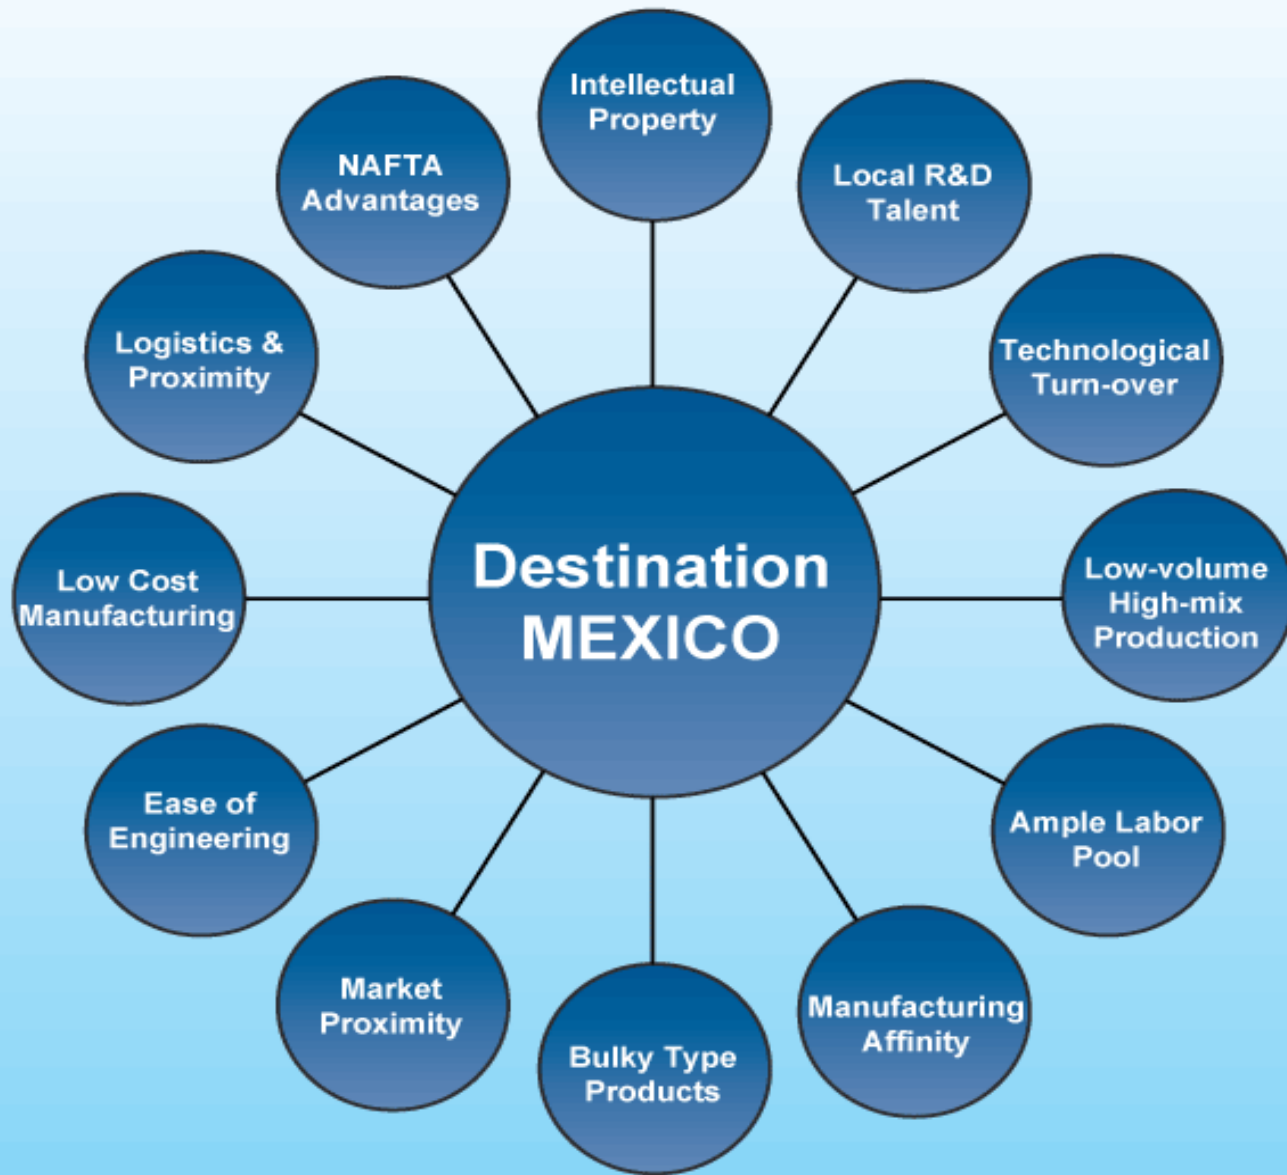 Intellectual
Property
Local R&D
Talent
Technological
Turn-over
Low-volume
High-mix
Production
Ample Labor
Pool
Manufacturing
Affinity
Bulky Type
Products
Market
Proximity
Ease of
Engineering
Low Cost
Manufacturing
Logistics &
Proximity
NAFTA
Advantages
Destination
MEXICO